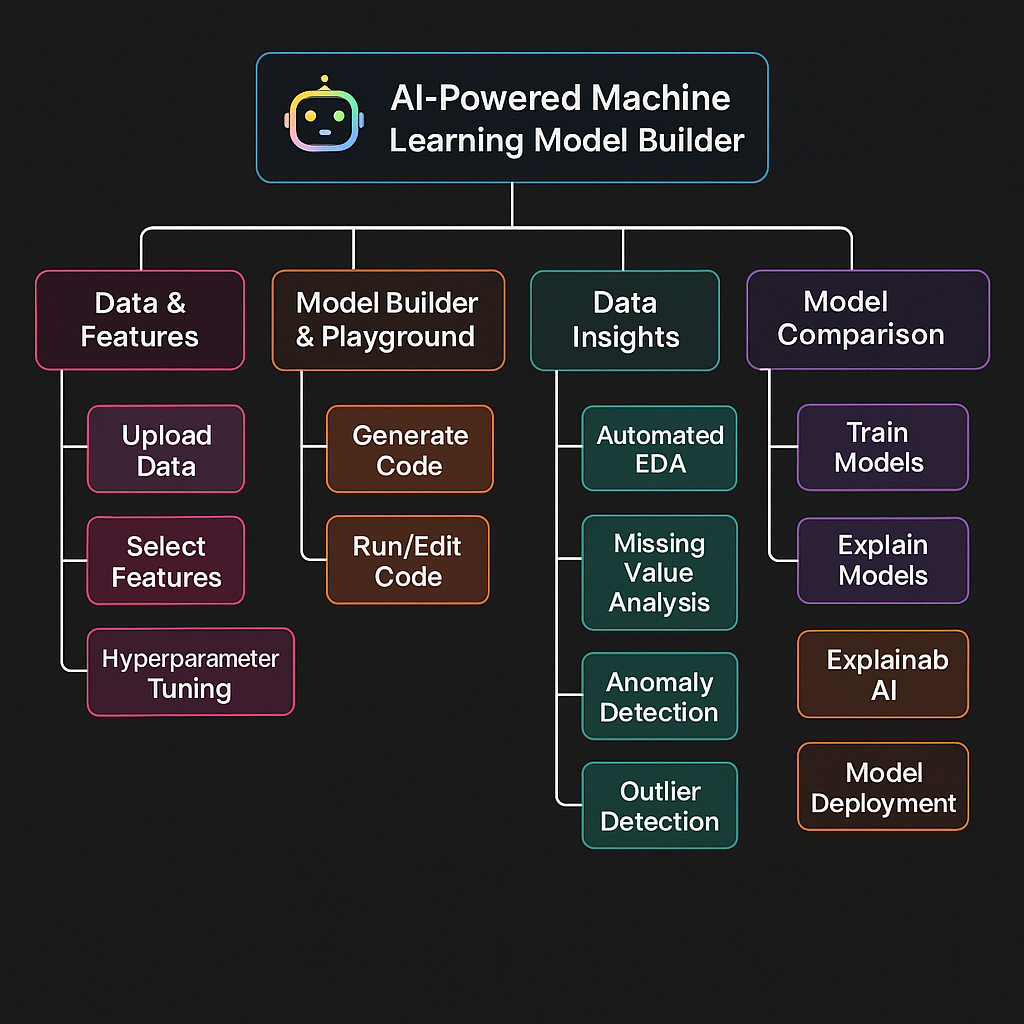 AI-Powered Machine
Learning Model Builder
Data &
Features
Upload
Data
Select
Features
Hyperparameter
Tuning
Model Builder
& Playground
Generate
Code
Run/Edit
Code
Data
Insights
Automated
EDA
Missing
Value
Analysis
Anomaly
Detection
Outlier
Detection
Model
Comparison
Train
Models
Explain
Models
Explainab
AI
Model
Deployment